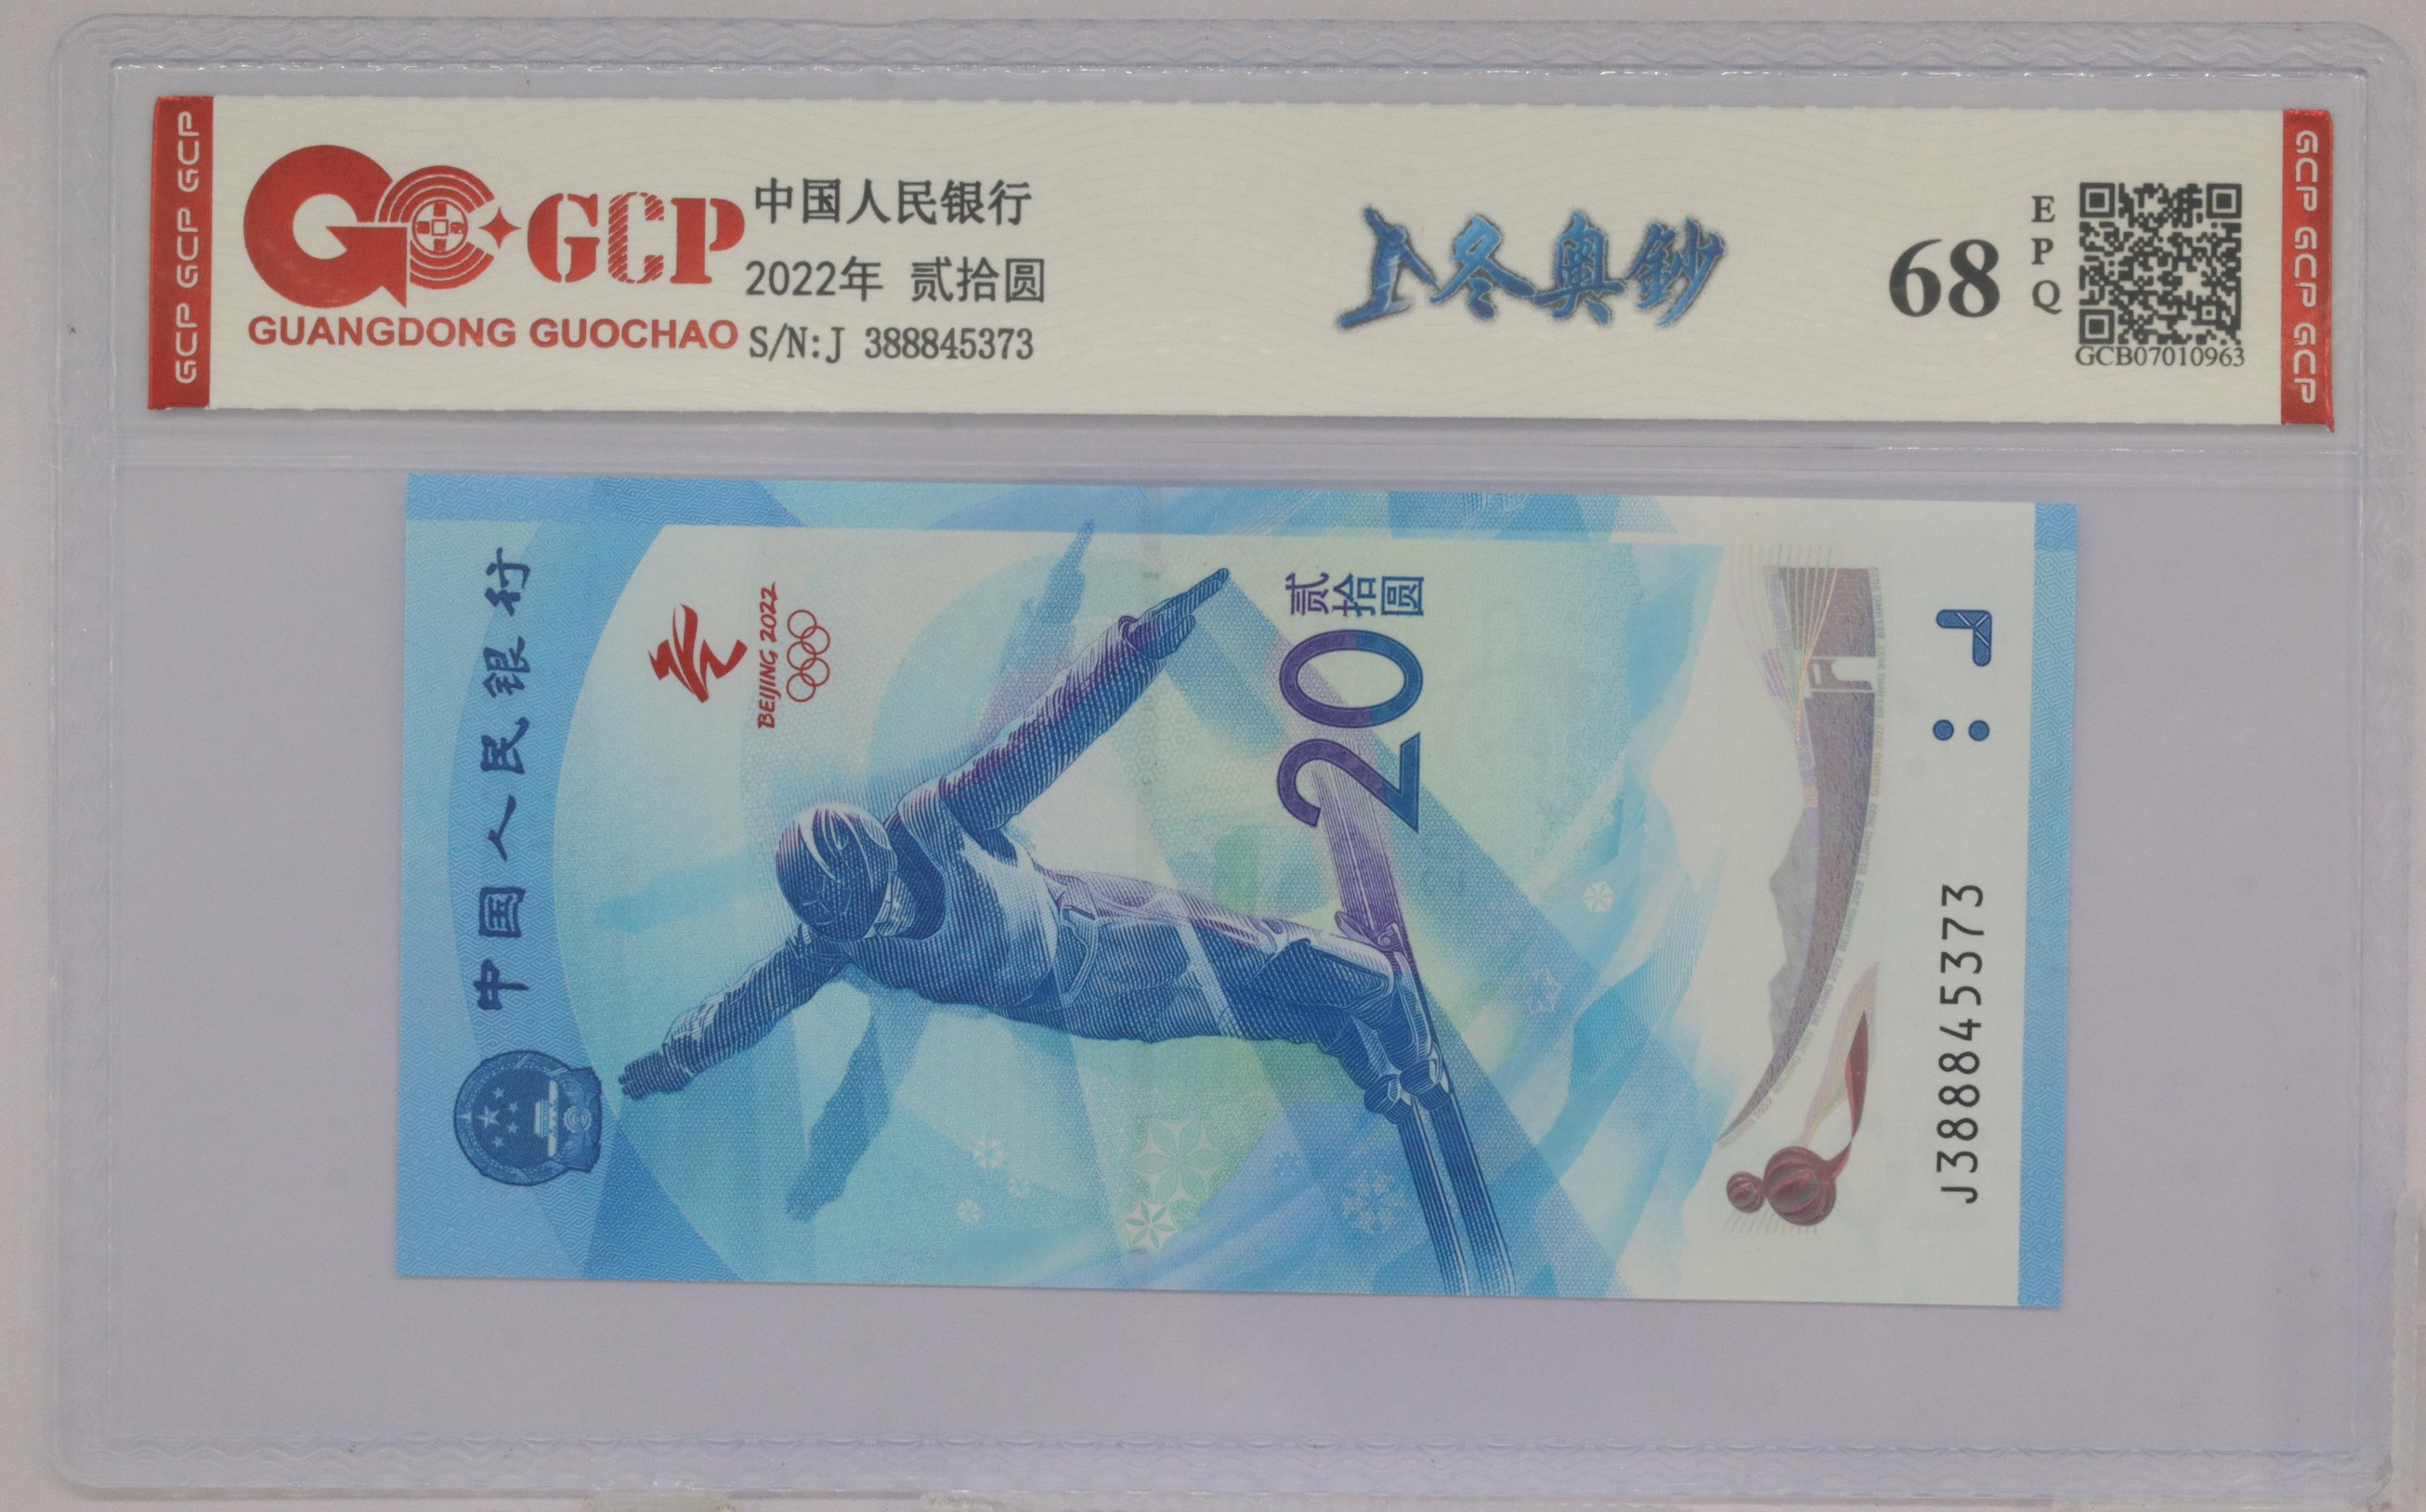 GCP GCP GCP
GCP
GUANGDONG GUOCHAO
中国人民银行
2022年 贰拾圆
S/N:J 388845373
冬奥鈔
68
EPQ
GCB07010963
GCP GCP GCP
中国人民银行
BEIJING 2022
贰拾圆
20
J388845373